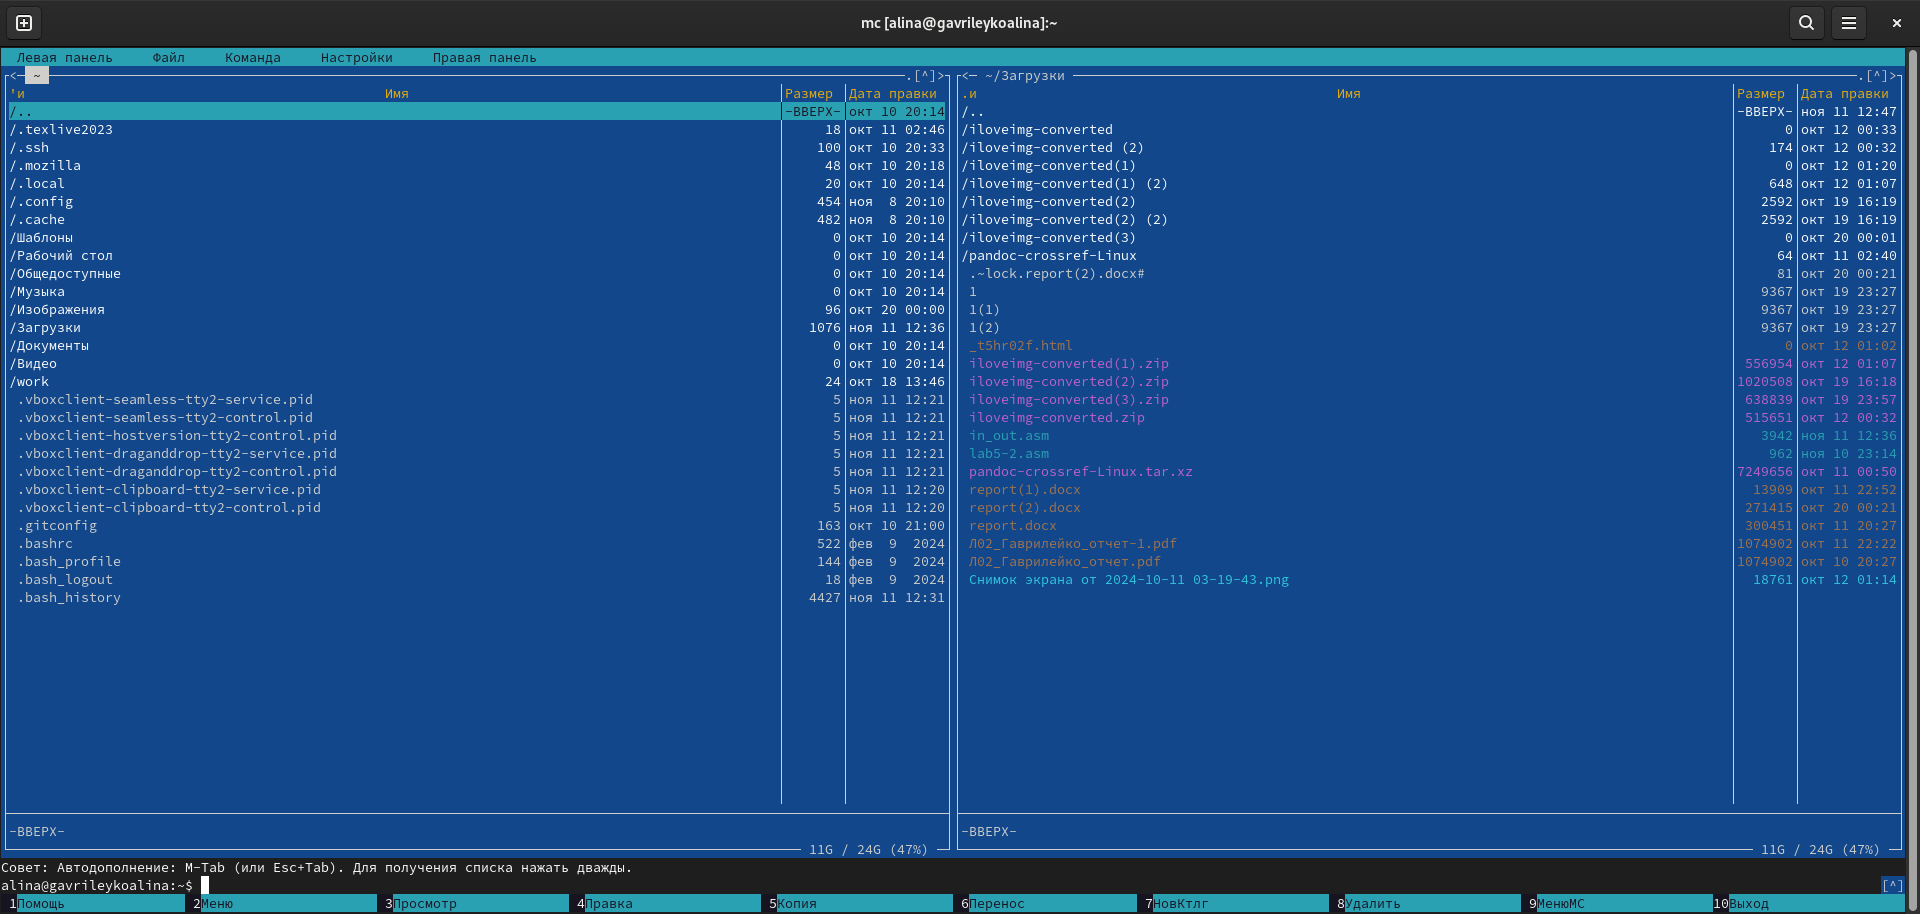 mc [alina@gavrileykoalina]:~
Левая панель Файл Команда Настройки Правая панель
<─ ~ .[^]> <─ ~/Загрузки .[^]>
'и Имя Размер Дата правки .и Имя Размер Дата правки
/.. -ВВЕРХ- окт 10 20:14 /.. -ВВЕРХ- ноя 11 12:47
/.texlive2023 18 окт 11 02:46 /iloveimg-converted 0 окт 12 00:33
/.ssh 100 окт 10 20:33 /iloveimg-converted (2) 174 окт 12 00:32
/.mozilla 48 окт 10 20:18 /iloveimg-converted(1) 0 окт 12 01:20
/.local 20 окт 10 20:14 /iloveimg-converted(1) (2) 648 окт 12 01:07
/.config 454 ноя 8 20:10 /iloveimg-converted(2) 2592 окт 19 16:19
/.cache 482 ноя 8 20:10 /iloveimg-converted(2) (2) 2592 окт 19 16:19
/Шаблоны 0 окт 10 20:14 /iloveimg-converted(3) 0 окт 20 00:01
/Рабочий стол 0 окт 10 20:14 /pandoc-crossref-Linux 64 окт 11 02:40
/Общедоступные 0 окт 10 20:14 .~lock.report(2).docx# 81 окт 20 00:21
/Музыка 0 окт 10 20:14 1 9367 окт 19 23:27
/Изображения 96 окт 20 00:00 1(1) 9367 окт 19 23:27
/Загрузки 1076 ноя 11 12:36 1(2) 9367 окт 19 23:27
/Документы 0 окт 10 20:14 _t5hr02f.html 0 окт 12 01:02
/Видео 0 окт 10 20:14 iloveimg-converted(1).zip 556954 окт 12 01:07
/work 24 окт 18 13:46 iloveimg-converted(2).zip 1020508 окт 19 16:18
.vboxclient-seamless-tty2-service.pid 5 ноя 11 12:21 iloveimg-converted(3).zip 638839 окт 19 23:57
.vboxclient-seamless-tty2-control.pid 5 ноя 11 12:21 iloveimg-converted.zip 515651 окт 12 00:32
.vboxclient-hostversion-tty2-control.pid 5 ноя 11 12:21 in_out.asm 3942 ноя 11 12:36
.vboxclient-draganddrop-tty2-service.pid 5 ноя 11 12:21 lab5-2.asm 962 ноя 10 23:14
.vboxclient-draganddrop-tty2-control.pid 5 ноя 11 12:21 pandoc-crossref-Linux.tar.xz 7249656 окт 11 00:50
.vboxclient-clipboard-tty2-service.pid 5 ноя 11 12:20 report(1).docx 13909 окт 11 22:52
.vboxclient-clipboard-tty2-control.pid 5 ноя 11 12:20 report(2).docx 271415 окт 20 00:21
.gitconfig 163 окт 10 21:00 report.docx 300451 окт 11 20:27
.bashrc 522 фев 9 2024 Л02_Гаврилейко_отчет-1.pdf 1074902 окт 11 22:22
.bash_profile 144 фев 9 2024 Л02_Гаврилейко_отчет.pdf 1074902 окт 10 20:27
.bash_logout 18 фев 9 2024 Снимок экрана от 2024-10-11 03-19-43.png 18761 окт 12 01:14
.bash_history 4427 ноя 11 12:31
-ВВЕРХ- -ВВЕРХ-
11G / 24G (47%) 11G / 24G (47%)
Совет: Автодополнение: M-Tab (или Esc+Tab). Для получения списка нажать дважды.
alina@gavrileykoalina:~$ [^]
1Помощь 2Меню 3Просмотр 4Правка 5Копия 6Перенос 7НовКтлг 8Удалить 9МенюMC 10Выход